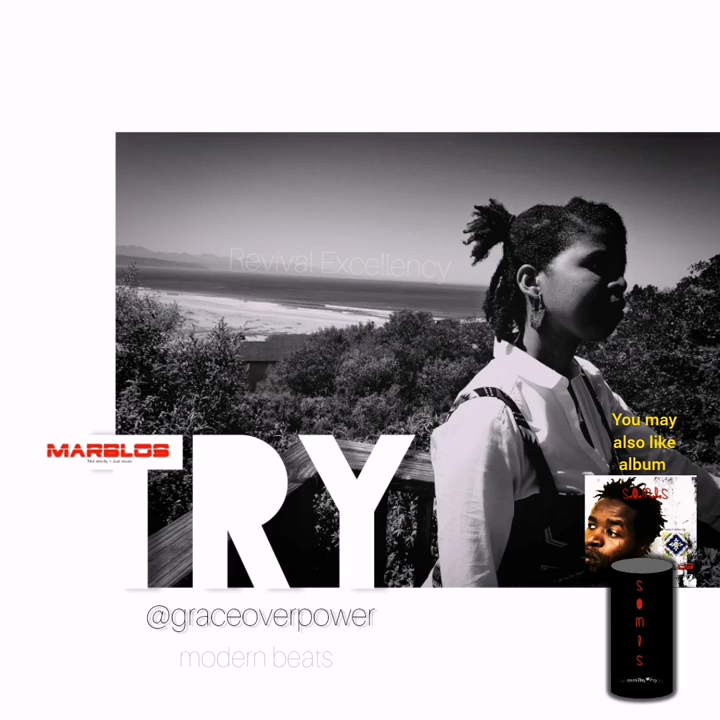 Revival Excellency
You may
also like
album
MARBLOS
TRY
s.o.m.e.s
@graceoverpower
modern beats